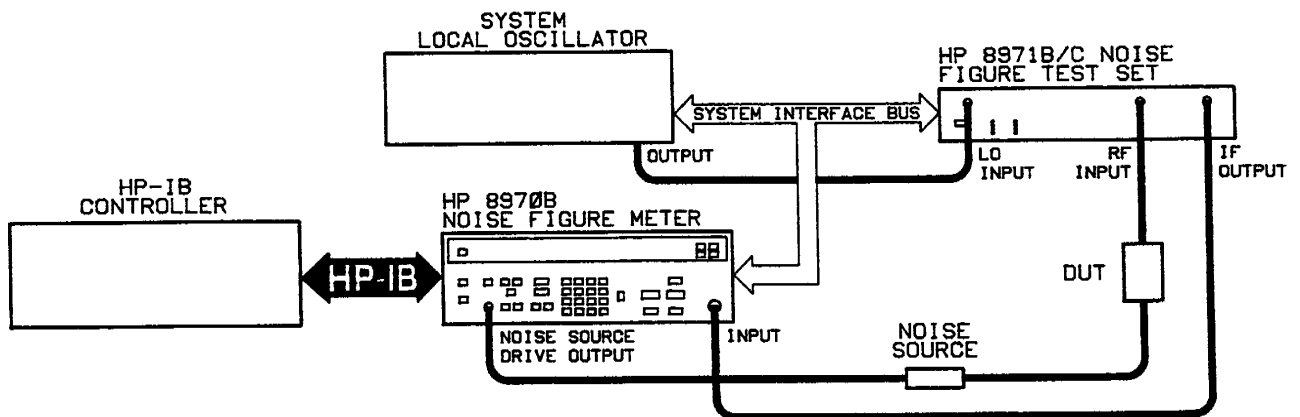 SYSTEM
LOCAL OSCILLATOR
HP 8971B/C NOISE
FIGURE TEST SET
SYSTEM INTERFACE BUS
OUTPUT
LO
INPUT
RF
INPUT
IF
OUTPUT
HP-IB
CONTROLLER
HP 8970B
NOISE FIGURE METER
HP-IB
DUT
NOISE SOURCE
DRIVE OUTPUT
INPUT
NOISE
SOURCE